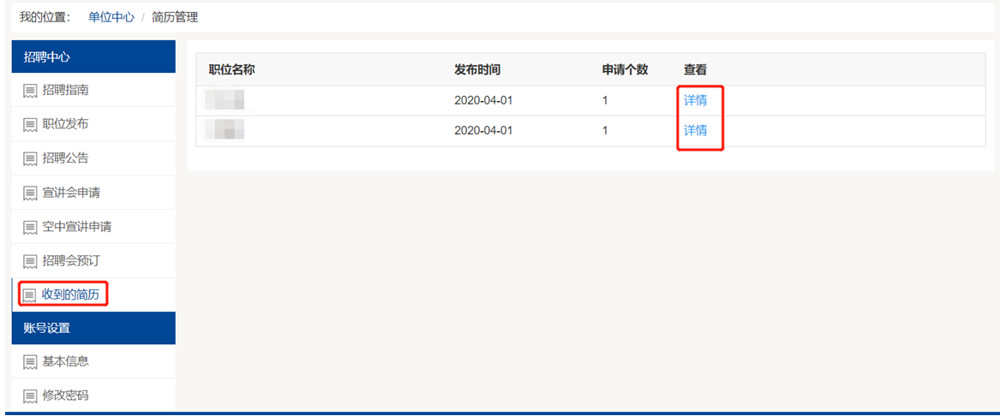 我的位置： 单位中心 / 简历管理
招聘中心
招聘指南
职位发布
招聘公告
宣讲会申请
空中宣讲申请
招聘会预订
收到的简历
账号设置
基本信息
修改密码
职位名称 发布时间 申请个数 查看
2020-04-01 1 详情
2020-04-01 1 详情